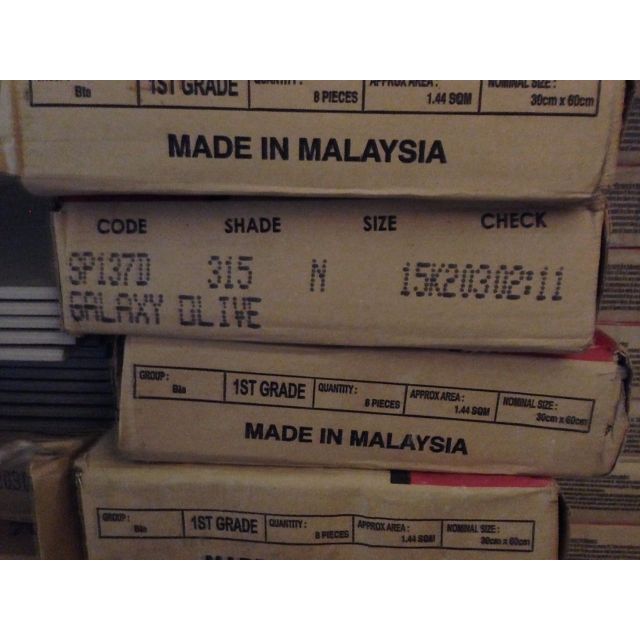 Bto 1ST GRADE QUANTITY : 8 PIECES APPROX AREA : 1.44 SQM NOMINAL SIZE : 30cm x 60cm
MADE IN MALAYSIA
CODE SHADE SIZE CHECK
SP137D 315 N 15K20302:11
GALAXY OLIVE
GROUP : BIa 1ST GRADE QUANTITY : 8 PIECES APPROX AREA : 1.44 SQM NOMINAL SIZE : 30cm x 60cm
MADE IN MALAYSIA
GROUP : BIa 1ST GRADE QUANTITY : 8 PIECES APPROX AREA : 1.44 SQM NOMINAL SIZE : 30cm x 60cm